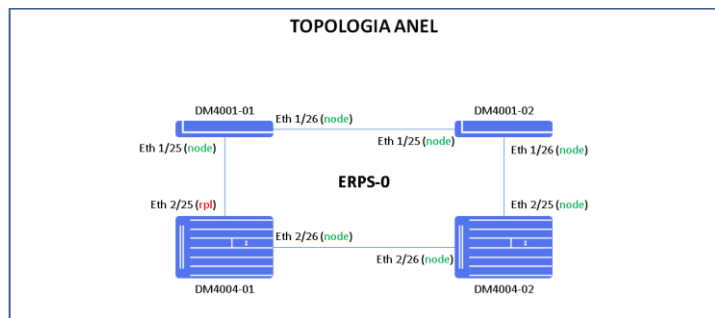 TOPOLOGIA ANEL
DM4001-01
DM4001-02
Eth 1/26 (node)
Eth 1/25 (node)
Eth 1/25 (node)
Eth 1/26 (node)
ERPS-0
Eth 2/25 (rpl)
Eth 2/25 (node)
Eth 2/26 (node)
Eth 2/26 (node)
DM4004-01
DM4004-02